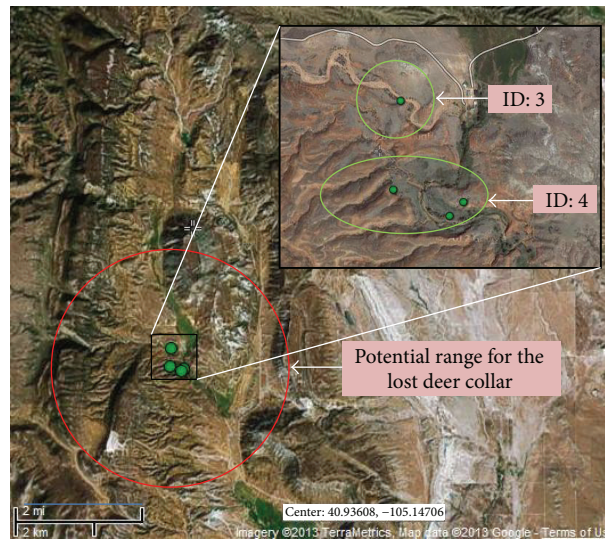 ID: 3
ID: 4
Potential range for the
lost deer collar
2 mi
2 km
Center: 40.93608, −105.14706
Imagery ©2013 TerraMetrics, Map data ©2013 Google - Terms of U